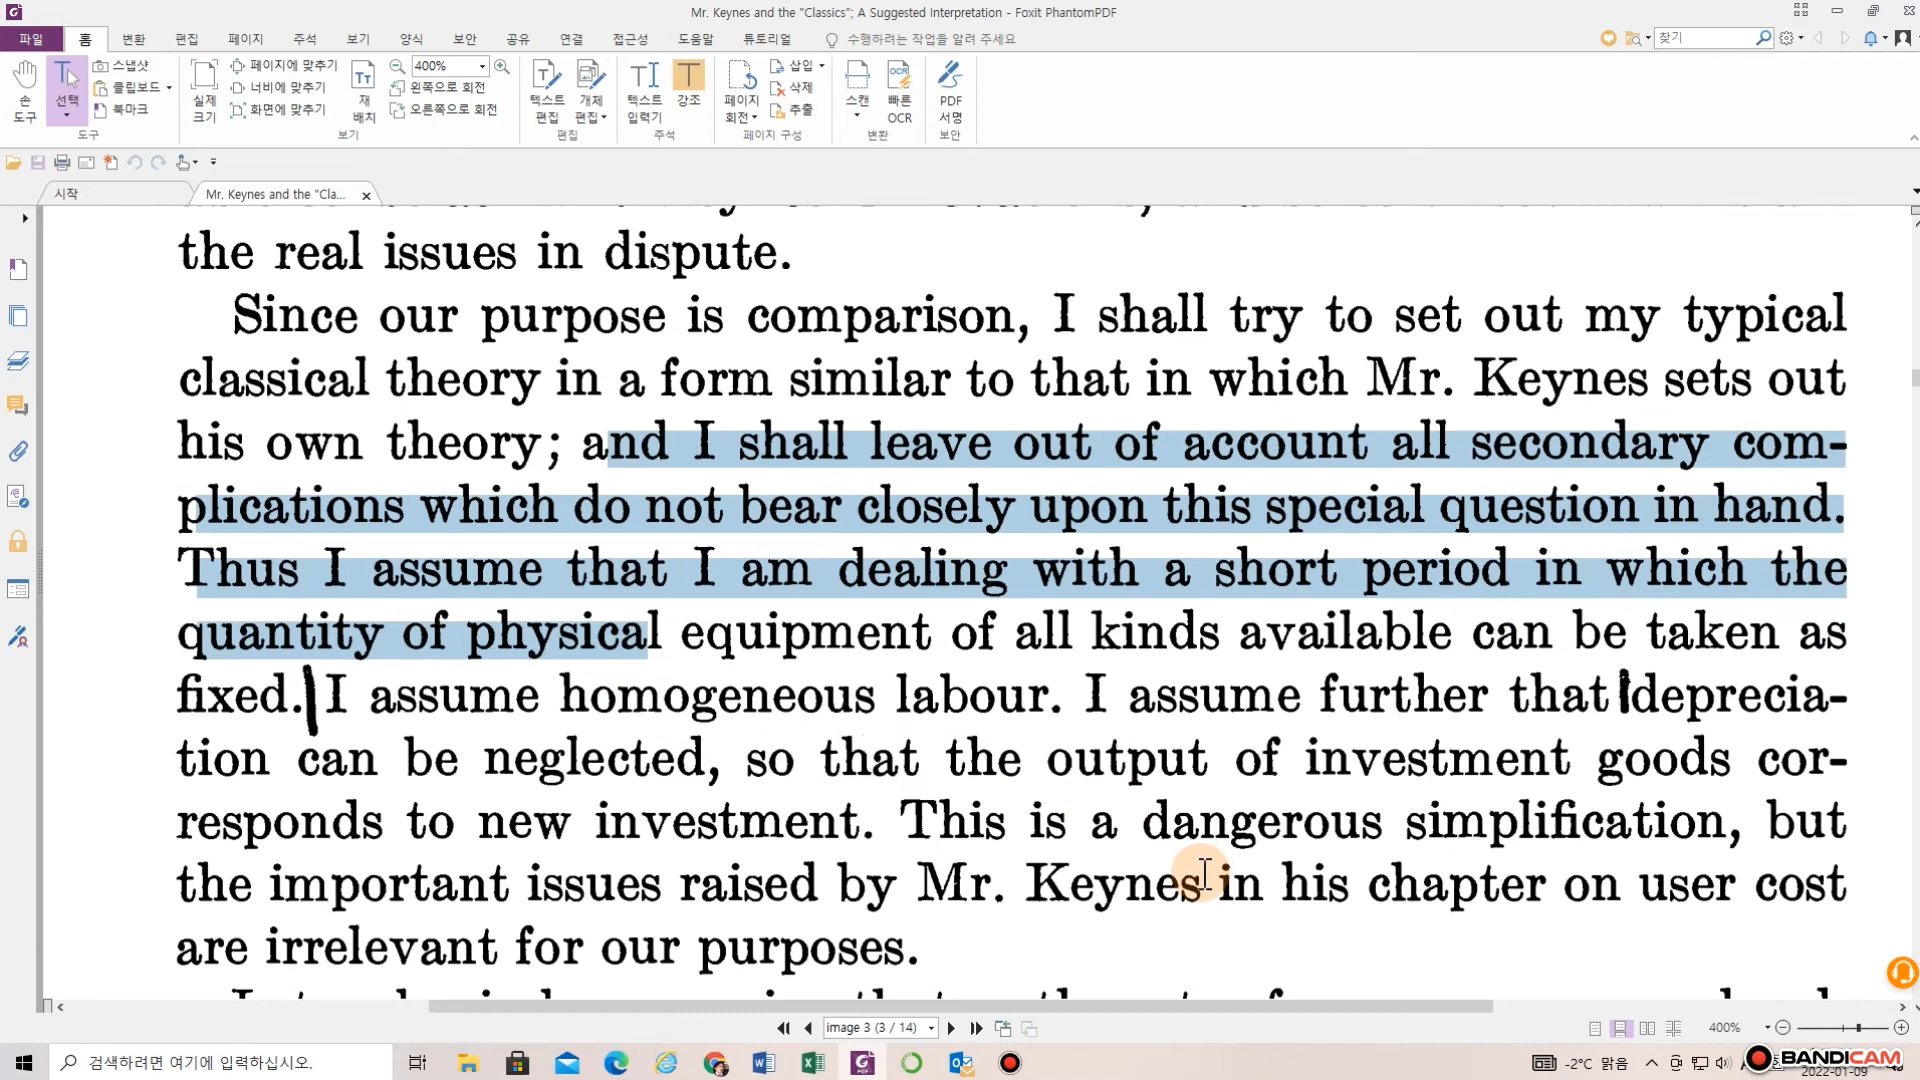 Mr. Keynes and the "Classics"; A Suggested Interpretation - Foxit PhantomPDF
파일 홈 변환 편집 페이지 주석 보기 양식 보안 공유 연결 접근성 도움말 튜토리얼 수행하려는 작업을 알려 주세요 찾기
손 도구
선택
스냅샷
클립보드
북마크
도구
실제 크기
페이지에 맞추기
너비에 맞추기
화면에 맞추기
재 배치
400%
왼쪽으로 회전
오른쪽으로 회전
보기
텍스트 편집
개체 편집
편집
텍스트 입력기
강조
주석
페이지 회전
삽입
삭제
추출
페이지 구성
스캔
빠른 OCR
변환
PDF 서명
보안
시작
Mr. Keynes and the "Cla...
the real issues in dispute.
Since our purpose is comparison, I shall try to set out my typical
classical theory in a form similar to that in which Mr. Keynes sets out
his own theory; and I shall leave out of account all secondary com-
plications which do not bear closely upon this special question in hand.
Thus I assume that I am dealing with a short period in which the
quantity of physical equipment of all kinds available can be taken as
fixed. I assume homogeneous labour. I assume further that deprecia-
tion can be neglected, so that the output of investment goods cor-
responds to new investment. This is a dangerous simplification, but
the important issues raised by Mr. Keynes in his chapter on user cost
are irrelevant for our purposes.
image 3 (3 / 14)
400%
검색하려면 여기에 입력하십시오.
-2°C 맑음
BANDICAM
2022-01-09